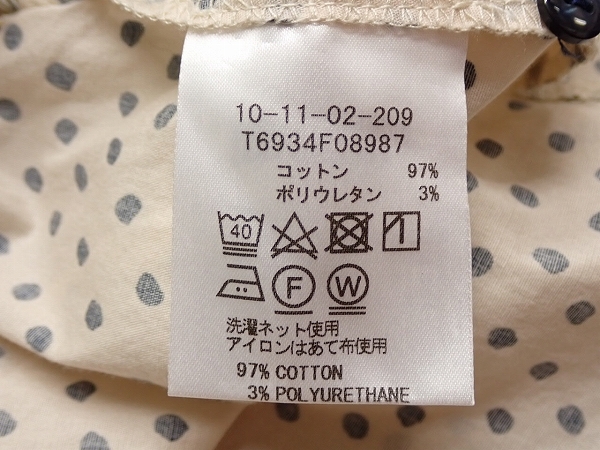 10-11-02-209
T6934F08987
コットン 97%
ポリウレタン 3%
40
F W
洗濯ネット使用
アイロンはあて布使用
97% COTTON
3% POLYURETHANE